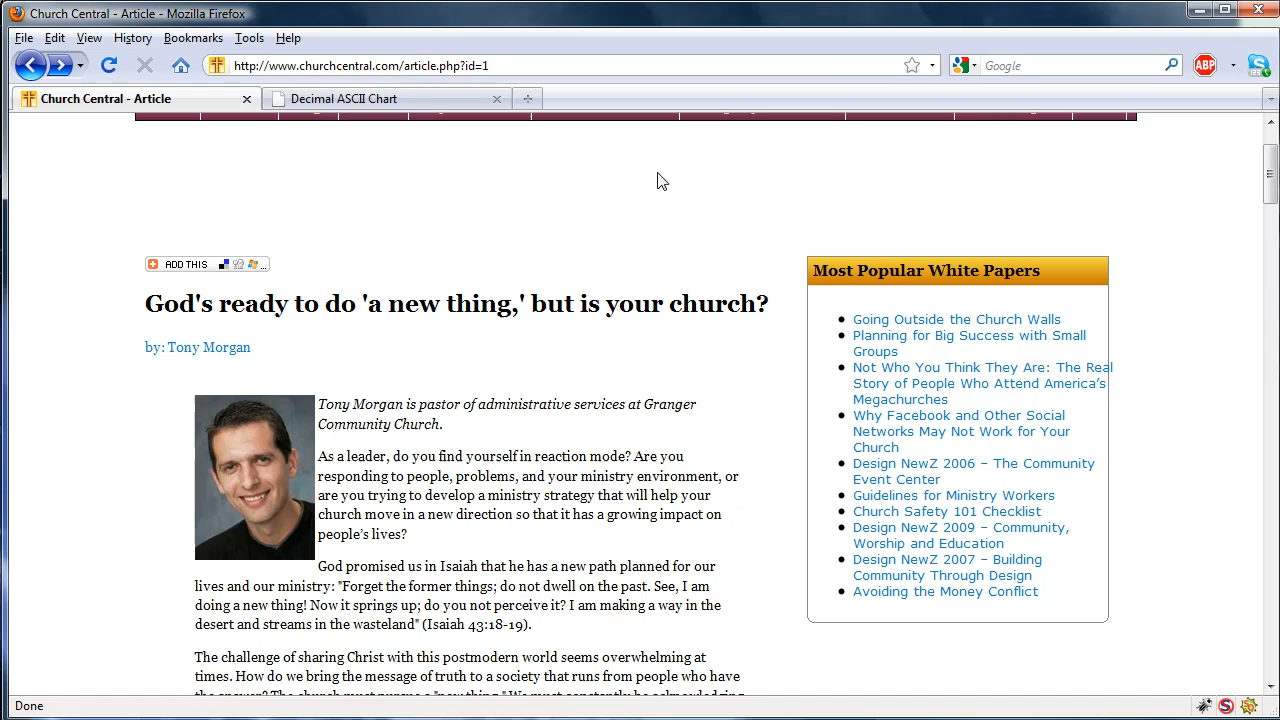 Church Central - Article - Mozilla Firefox
File Edit View History Bookmarks Tools Help
http://www.churchcentral.com/article.php?id=1
Google
ABP
123
Church Central - Article
Decimal ASCII Chart
ADD THIS
God's ready to do 'a new thing,' but is your church?
by: Tony Morgan
Tony Morgan is pastor of administrative services at Granger
Community Church.
As a leader, do you find yourself in reaction mode? Are you
responding to people, problems, and your ministry environment, or
are you trying to develop a ministry strategy that will help your
church move in a new direction so that it has a growing impact on
people's lives?
God promised us in Isaiah that he has a new path planned for our
lives and our ministry: "Forget the former things; do not dwell on the past. See, I am
doing a new thing! Now it springs up; do you not perceive it? I am making a way in the
desert and streams in the wasteland" (Isaiah 43:18-19).
The challenge of sharing Christ with this postmodern world seems overwhelming at
times. How do we bring the message of truth to a society that runs from people who have
Most Popular White Papers
Going Outside the Church Walls
Planning for Big Success with Small
Groups
Not Who You Think They Are: The Real
Story of People Who Attend America's
Megachurches
Why Facebook and Other Social
Networks May Not Work for Your
Church
Design NewZ 2006 – The Community
Event Center
Guidelines for Ministry Workers
Church Safety 101 Checklist
Design NewZ 2009 – Community,
Worship and Education
Design NewZ 2007 – Building
Community Through Design
Avoiding the Money Conflict
Done